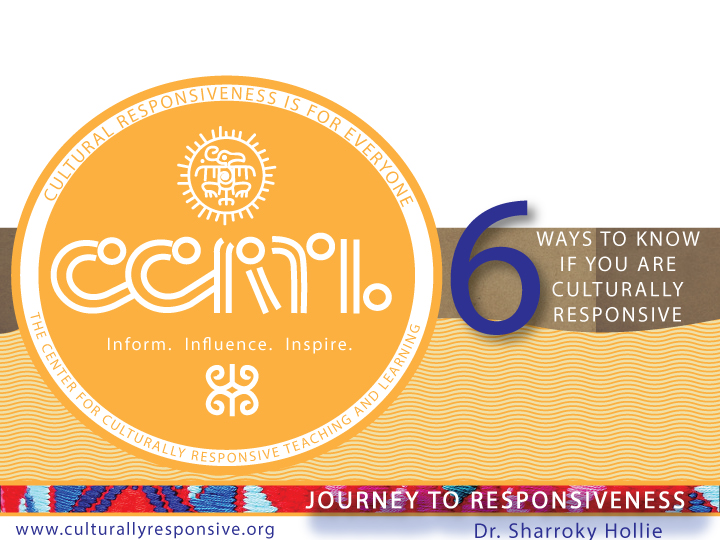 CULTURAL RESPONSIVENESS IS FOR EVERYONE
CCRTL
Inform. Influence. Inspire.
THE CENTER FOR CULTURALLY RESPONSIVE TEACHING AND LEARNING
6
WAYS TO KNOW
IF YOU ARE
CULTURALLY
RESPONSIVE
JOURNEY TO RESPONSIVENESS
www.culturallyresponsive.org
Dr. Sharroky Hollie